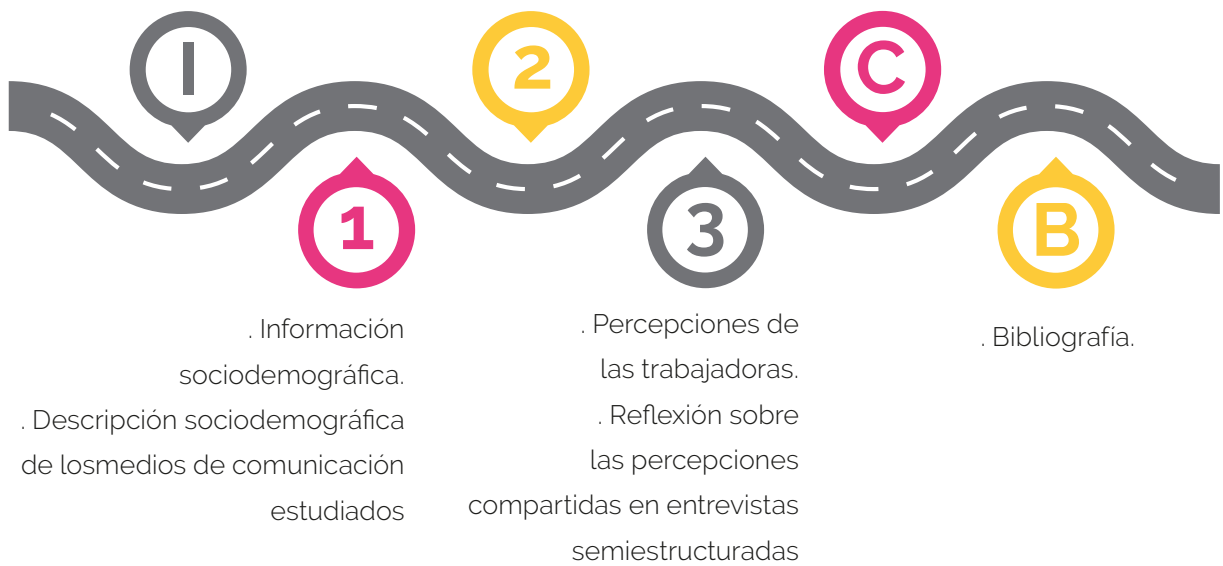 I
2
C
1
3
B
. Información
sociodemográfica.
. Descripción sociodemográfica
de losmedios de comunicación
estudiados
. Percepciones de
las trabajadoras.
. Reflexión sobre
las percepciones
compartidas en entrevistas
semiestructuradas
. Bibliografía.